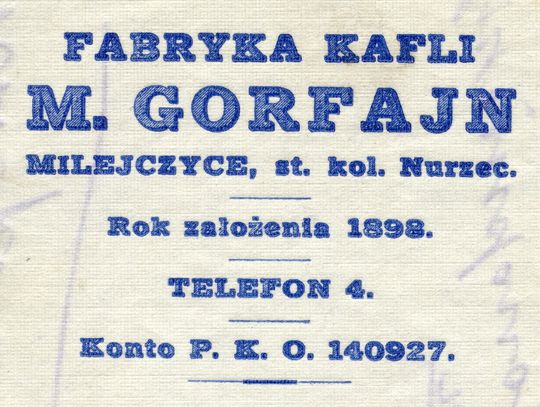 FABRYKA KAFLI
M. GORFAJN
MILEJCZYCE, st. kol. Nurzec.
Rok założenia 1898.
TELEFON 4.
Konto P. K. O. 140927.